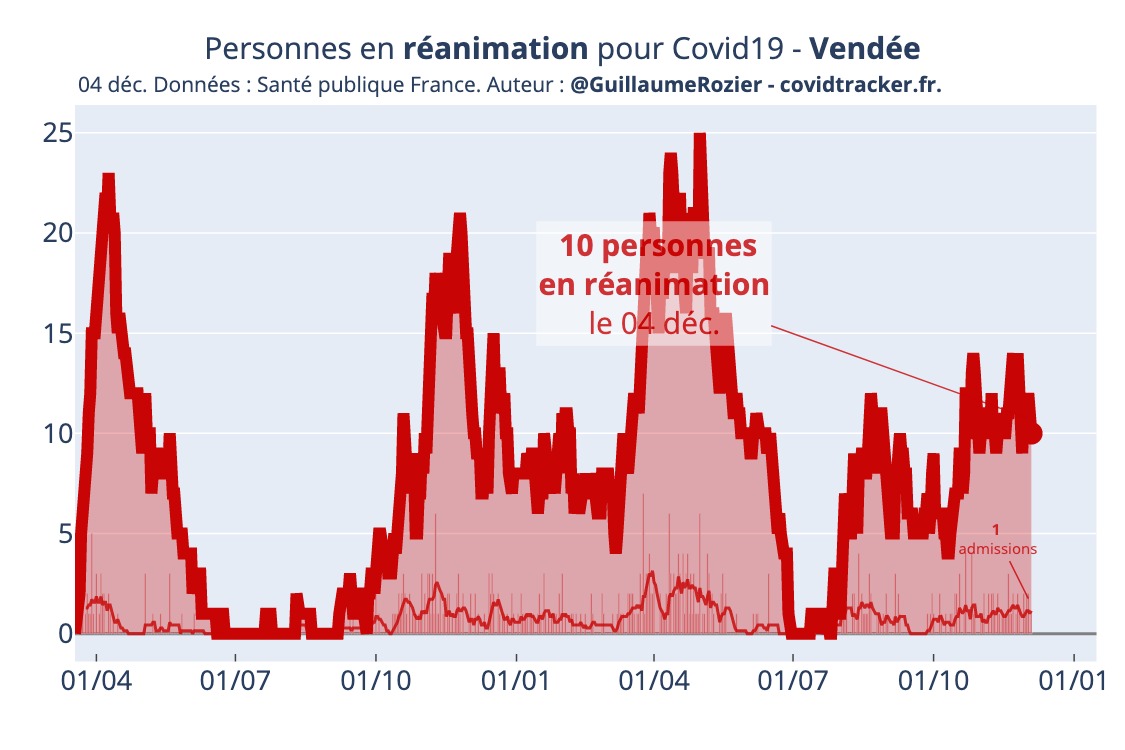 Personnes en réanimation pour Covid19 - Vendée
04 déc. Données : Santé publique France. Auteur : @GuillaumeRozier - covidtracker.fr.
25
20
15
10
5
0
10 personnes
en réanimation
le 04 déc.
1
admissions
01/04
01/07
01/10
01/01
01/04
01/07
01/10
01/01